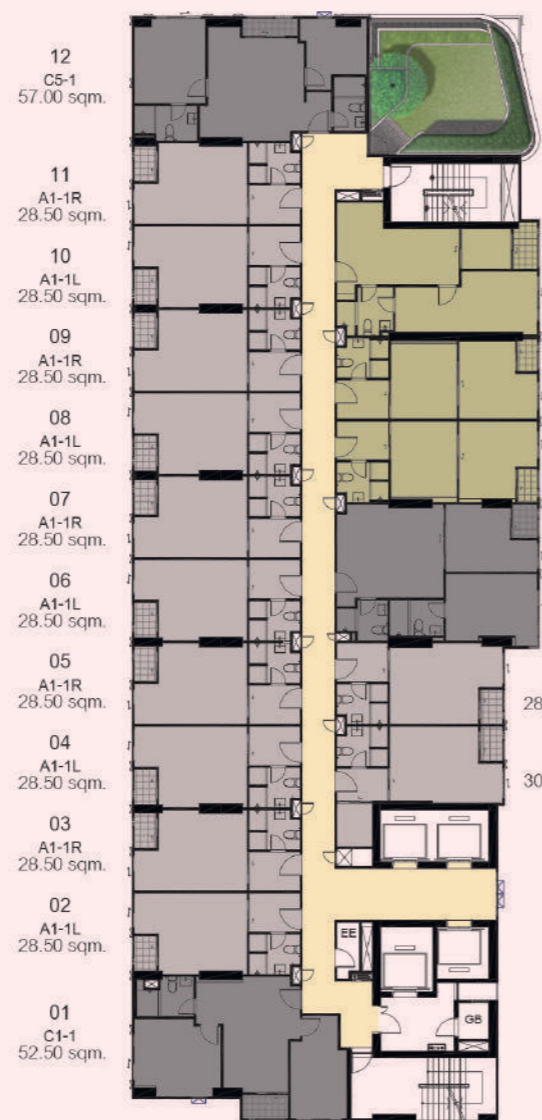 12
C5-1
57.00 sqm.
11
A1-1R
28.50 sqm.
10
A1-1L
28.50 sqm.
09
A1-1R
28.50 sqm.
08
A1-1L
28.50 sqm.
07
A1-1R
28.50 sqm.
06
A1-1L
28.50 sqm.
05
A1-1R
28.50 sqm.
28
04
A1-1L
28.50 sqm.
30
03
A1-1R
28.50 sqm.
02
A1-1L
28.50 sqm.
EE
01
C1-1
52.50 sqm.
GB